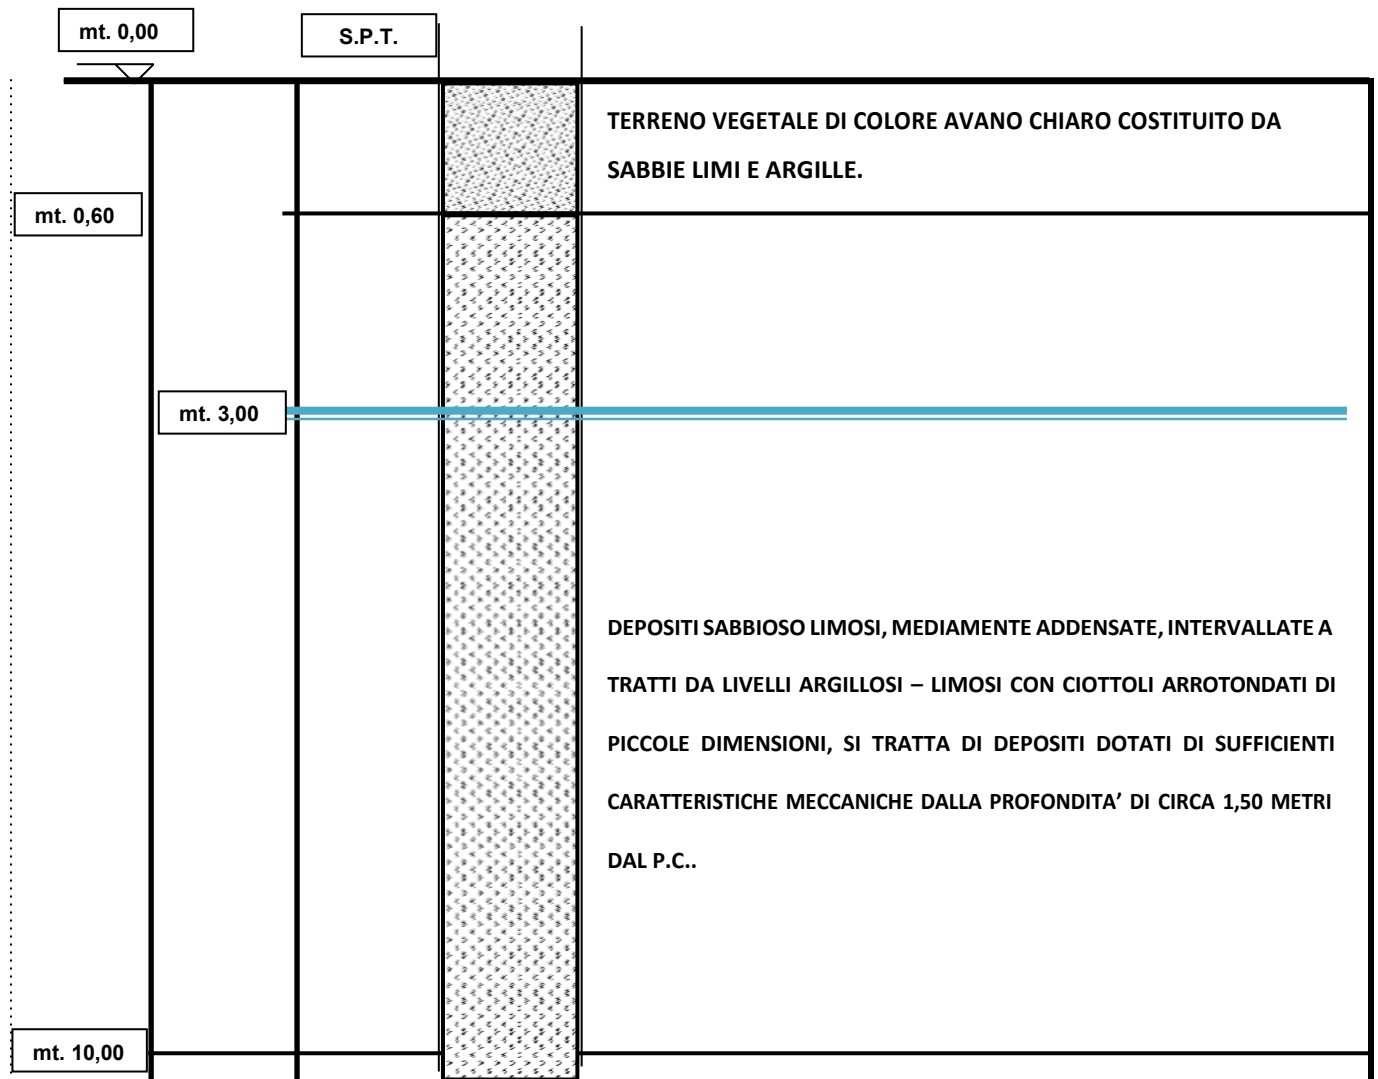 mt. 0,00
S.P.T.
TERRENO VEGETALE DI COLORE AVANO CHIARO COSTITUITO DA
SABBIE LIMI E ARGILLE.
mt. 0,60
mt. 3,00
DEPOSITI SABBIOSO LIMOSI, MEDIAMENTE ADDENSATE, INTERVALLATE A
TRATTI DA LIVELLI ARGILLOSI – LIMOSI CON CIOTTOLI ARROTONDATI DI
PICCOLE DIMENSIONI, SI TRATTA DI DEPOSITI DOTATI DI SUFFICIENTI
CARATTERISTICHE MECCANICHE DALLA PROFONDITA’ DI CIRCA 1,50 METRI
DAL P.C..
mt. 10,00